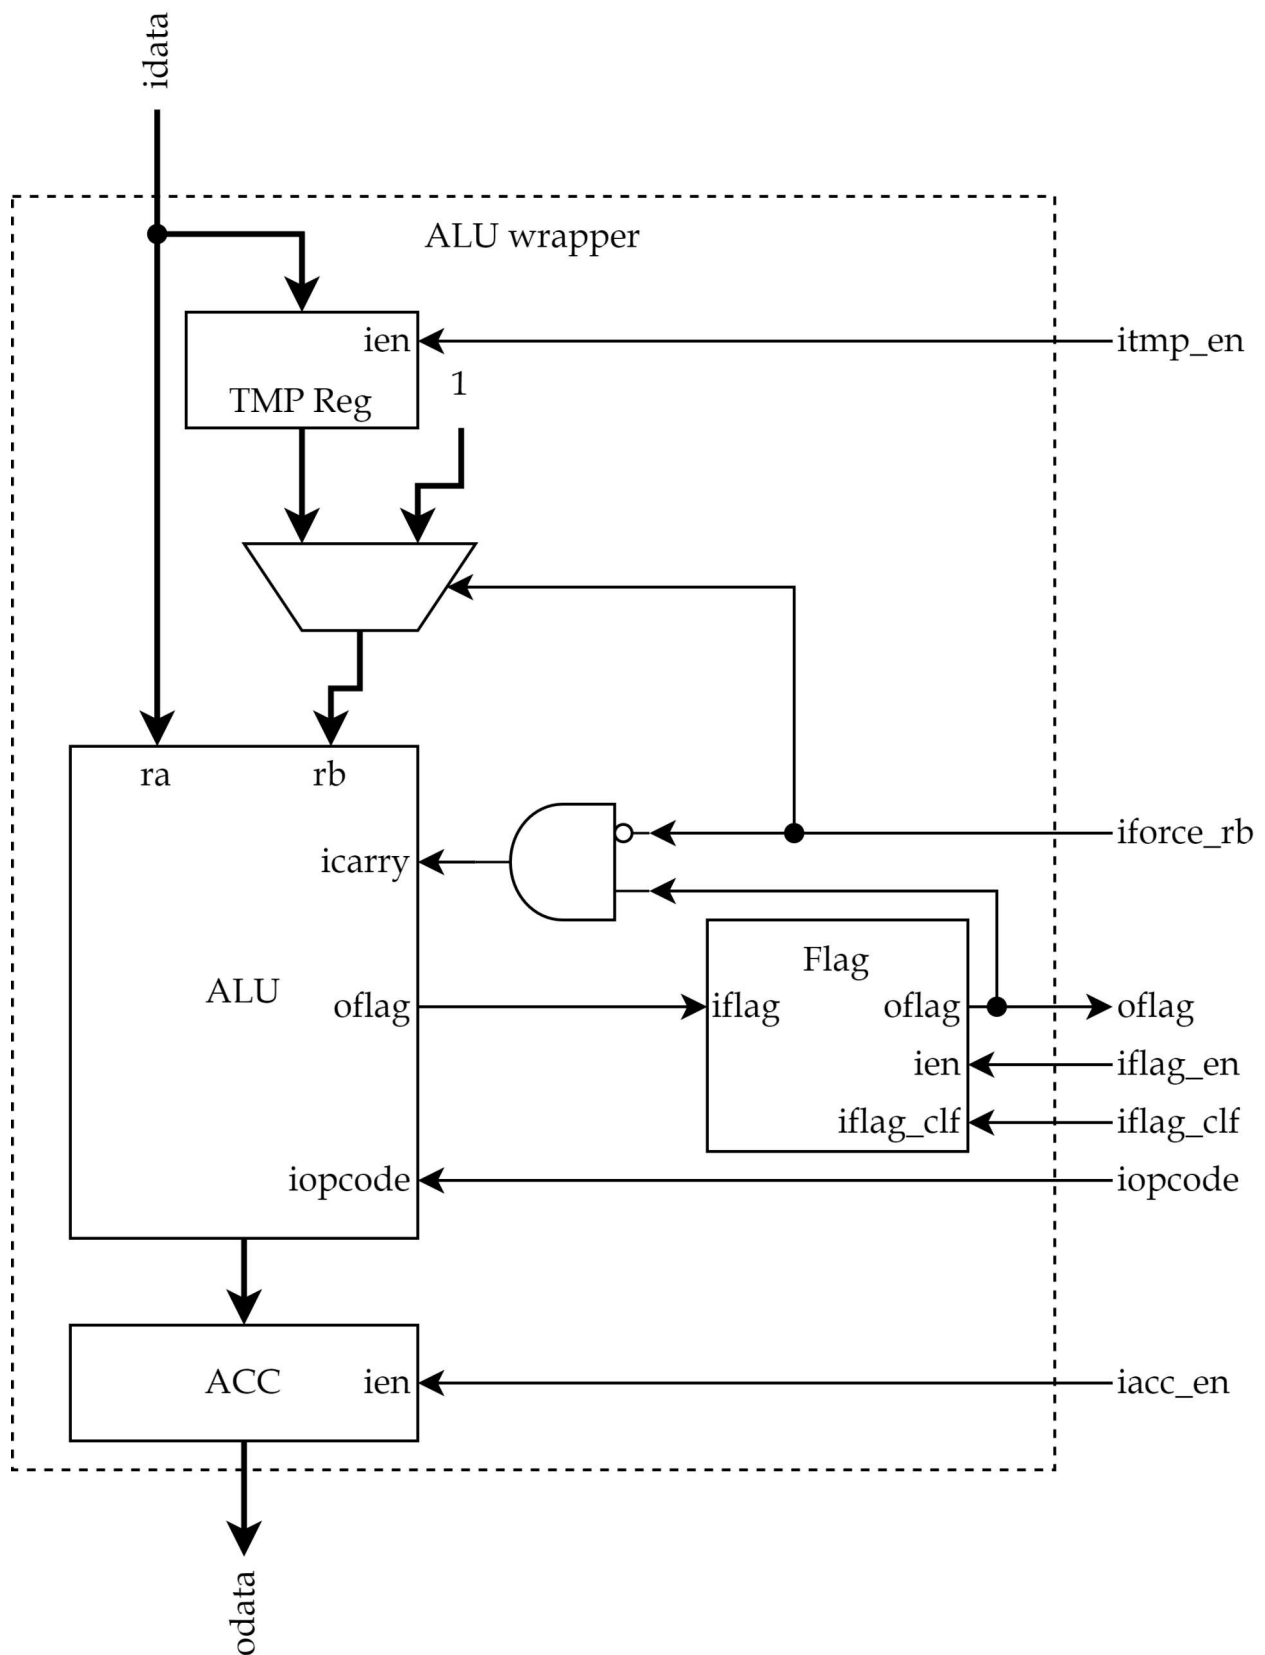 idata
ALU wrapper
ien
itmp_en
TMP Reg
1
ra
rb
iforce_rb
icarry
Flag
ALU
oflag
iflag
oflag
oflag
ien
iflag_en
iflag_clf
iflag_clf
iopcode
iopcode
ACC
ien
iacc_en
odata